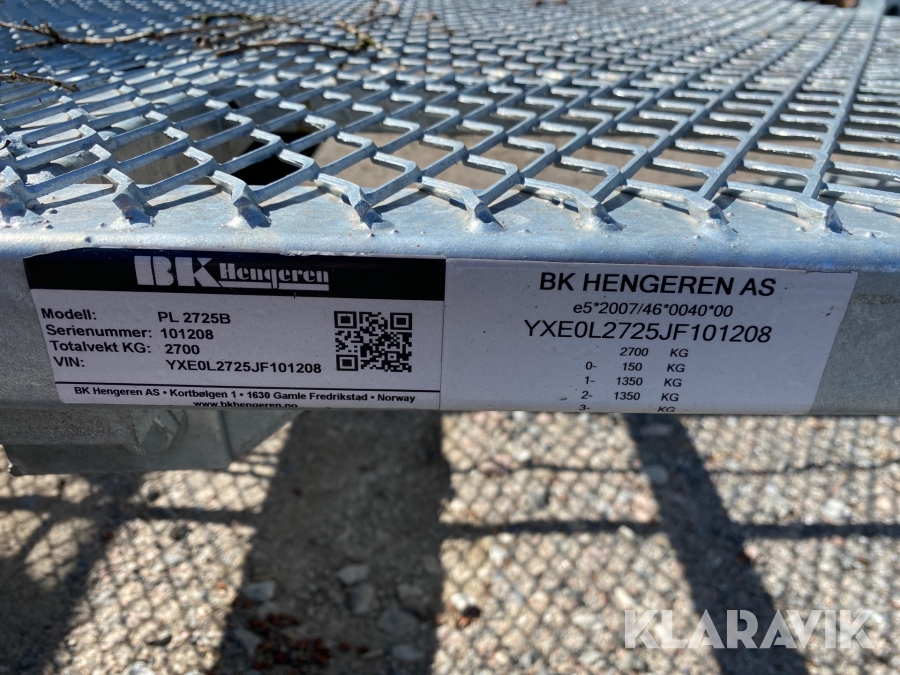 BK Hengeren
Modell: PL 2725B
Serienummer: 101208
Totalvekt KG: 2700
VIN: YXE0L2725JF101208
BK Hengeren AS • Kortbølgen 1 • 1630 Gamle Fredrikstad • Norway
www.bkhengeren.no
BK HENGEREN AS
e5*2007/46*0040*00
YXE0L2725JF101208
2700 KG
0- 150 KG
1- 1350 KG
2- 1350 KG
3- KG
KLARAVIK